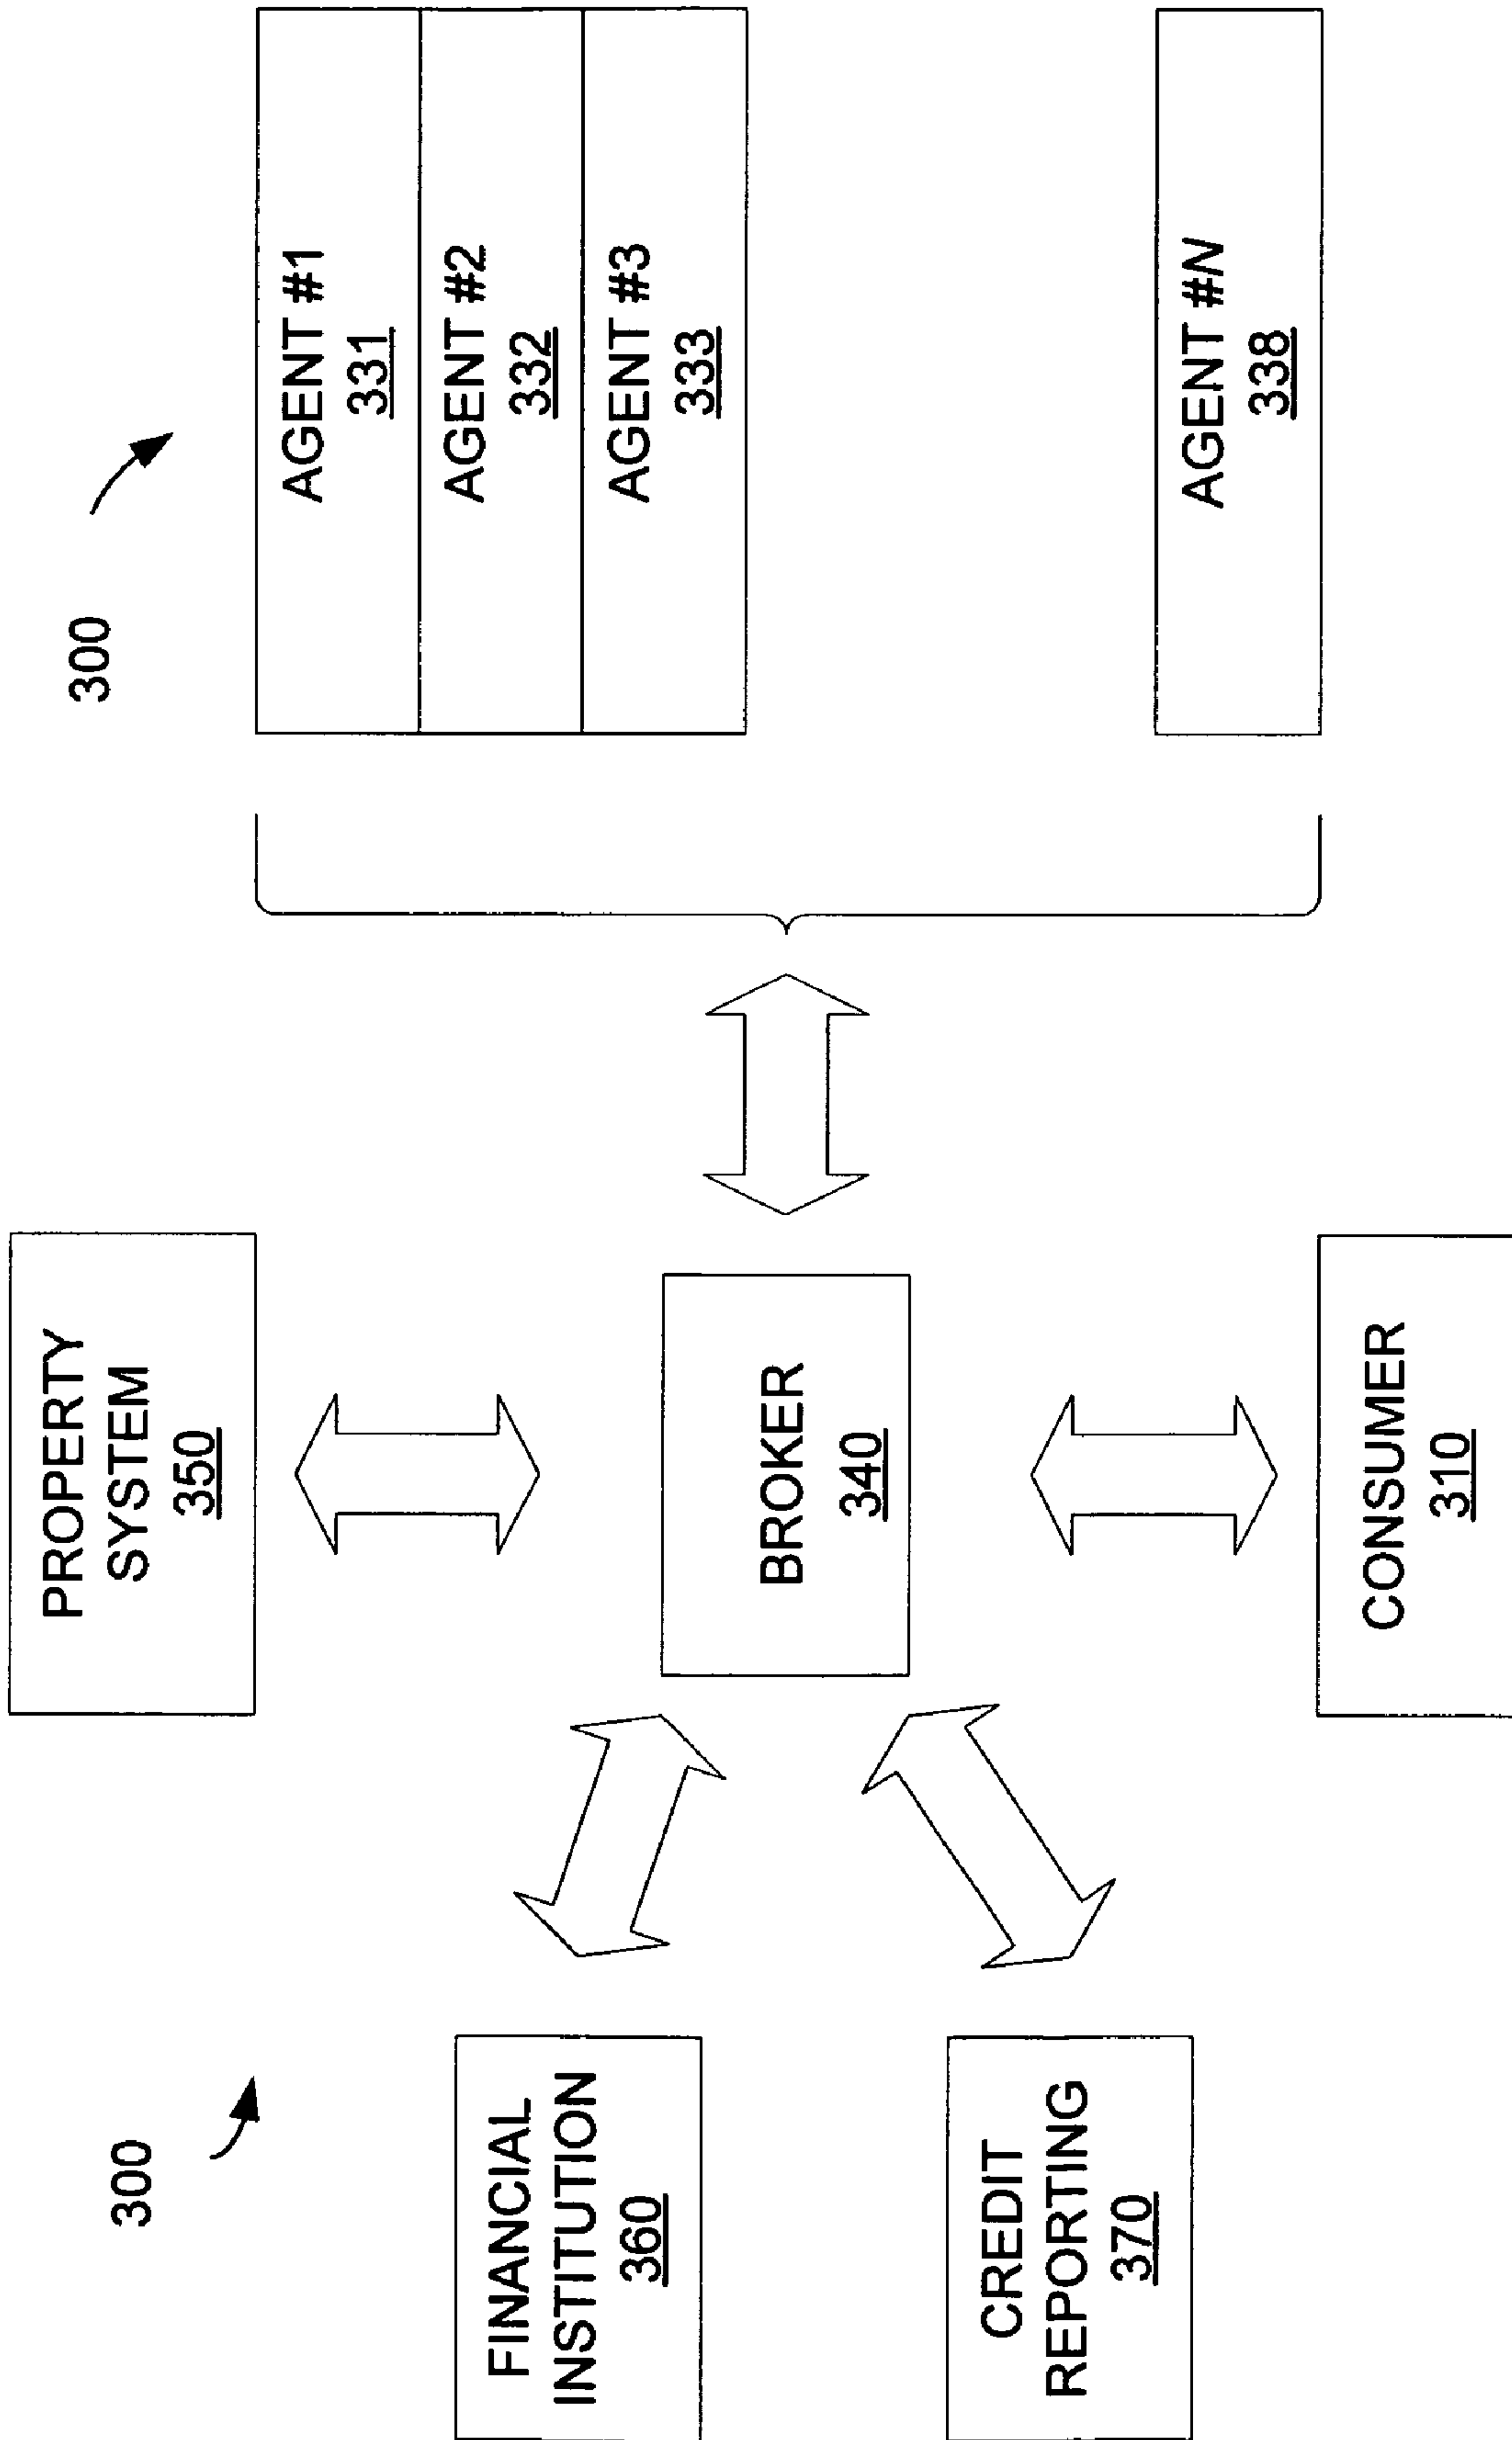 300
300
PROPERTY
SYSTEM
350
AGENT #1
331
AGENT #2
332
AGENT #3
333
FINANCIAL
INSTITUTION
360
BROKER
340
CREDIT
REPORTING
370
AGENT #N
338
CONSUMER
310